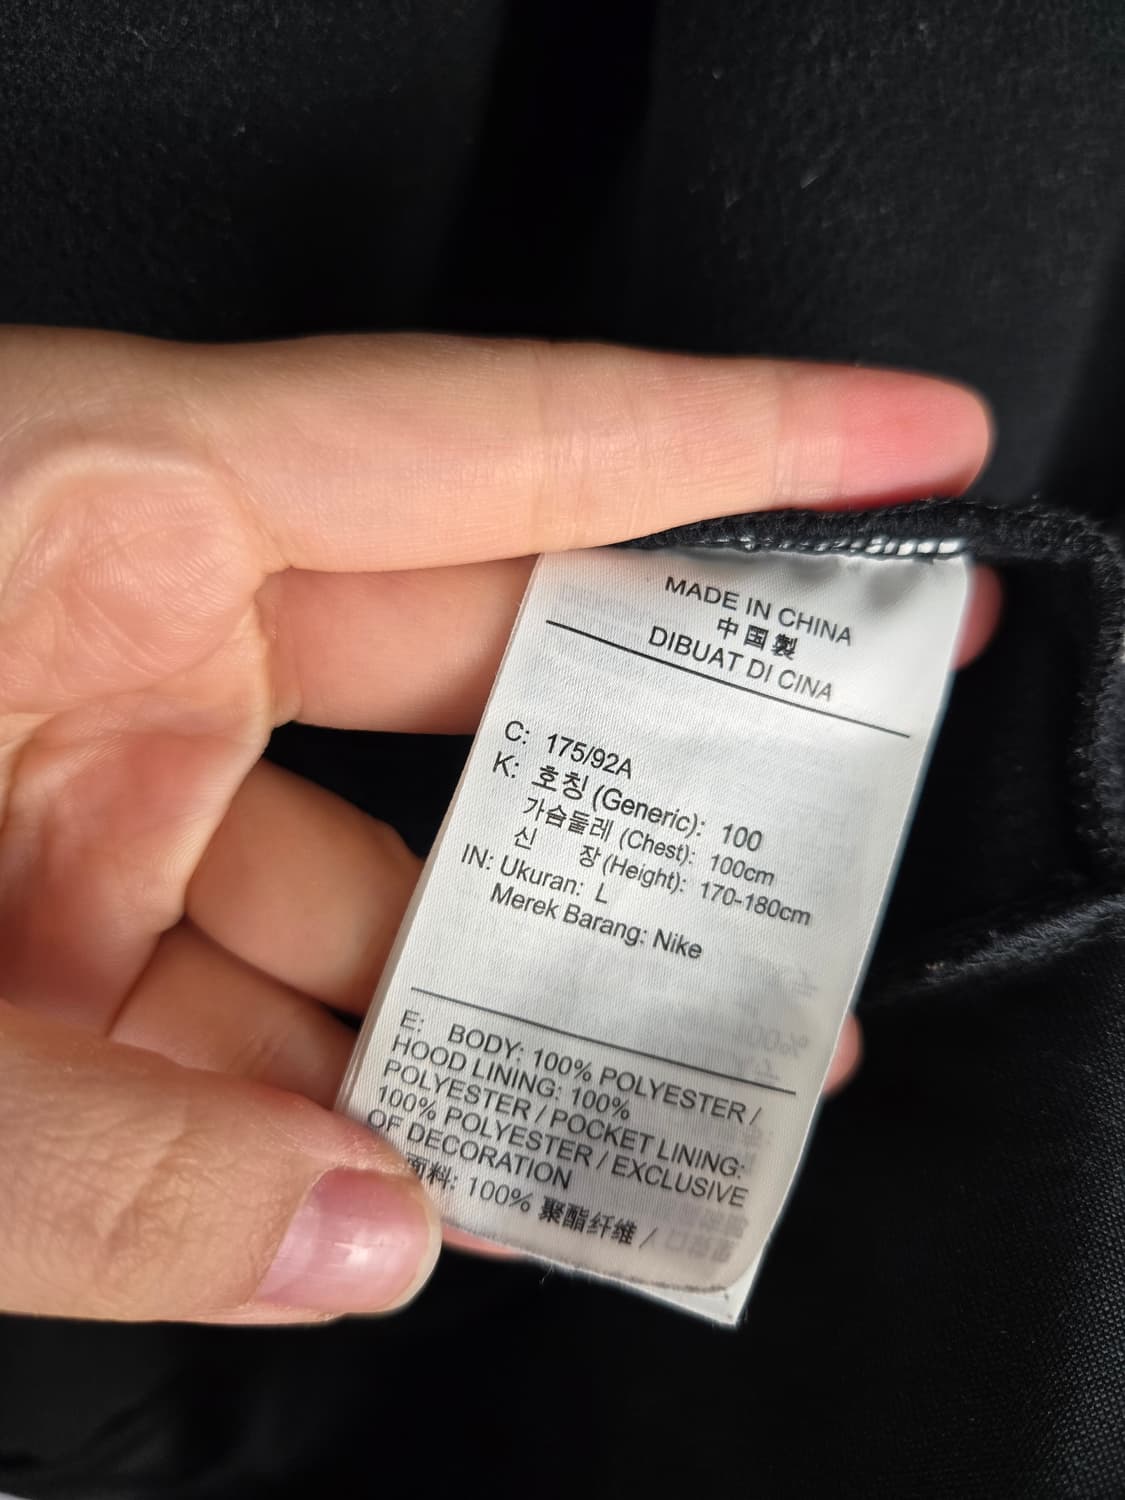 MADE IN CHINA
中国製
DIBUAT DI CINA
C: 175/92A
K: 호칭 (Generic): 100
가슴둘레 (Chest): 100cm
신 장 (Height): 170-180cm
IN: Ukuran: L
Merek Barang: Nike
E: BODY: 100% POLYESTER /
HOOD LINING: 100%
POLYESTER / POCKET LINING:
100% POLYESTER / EXCLUSIVE
OF DECORATION
面料: 100% 聚酯纤维 /